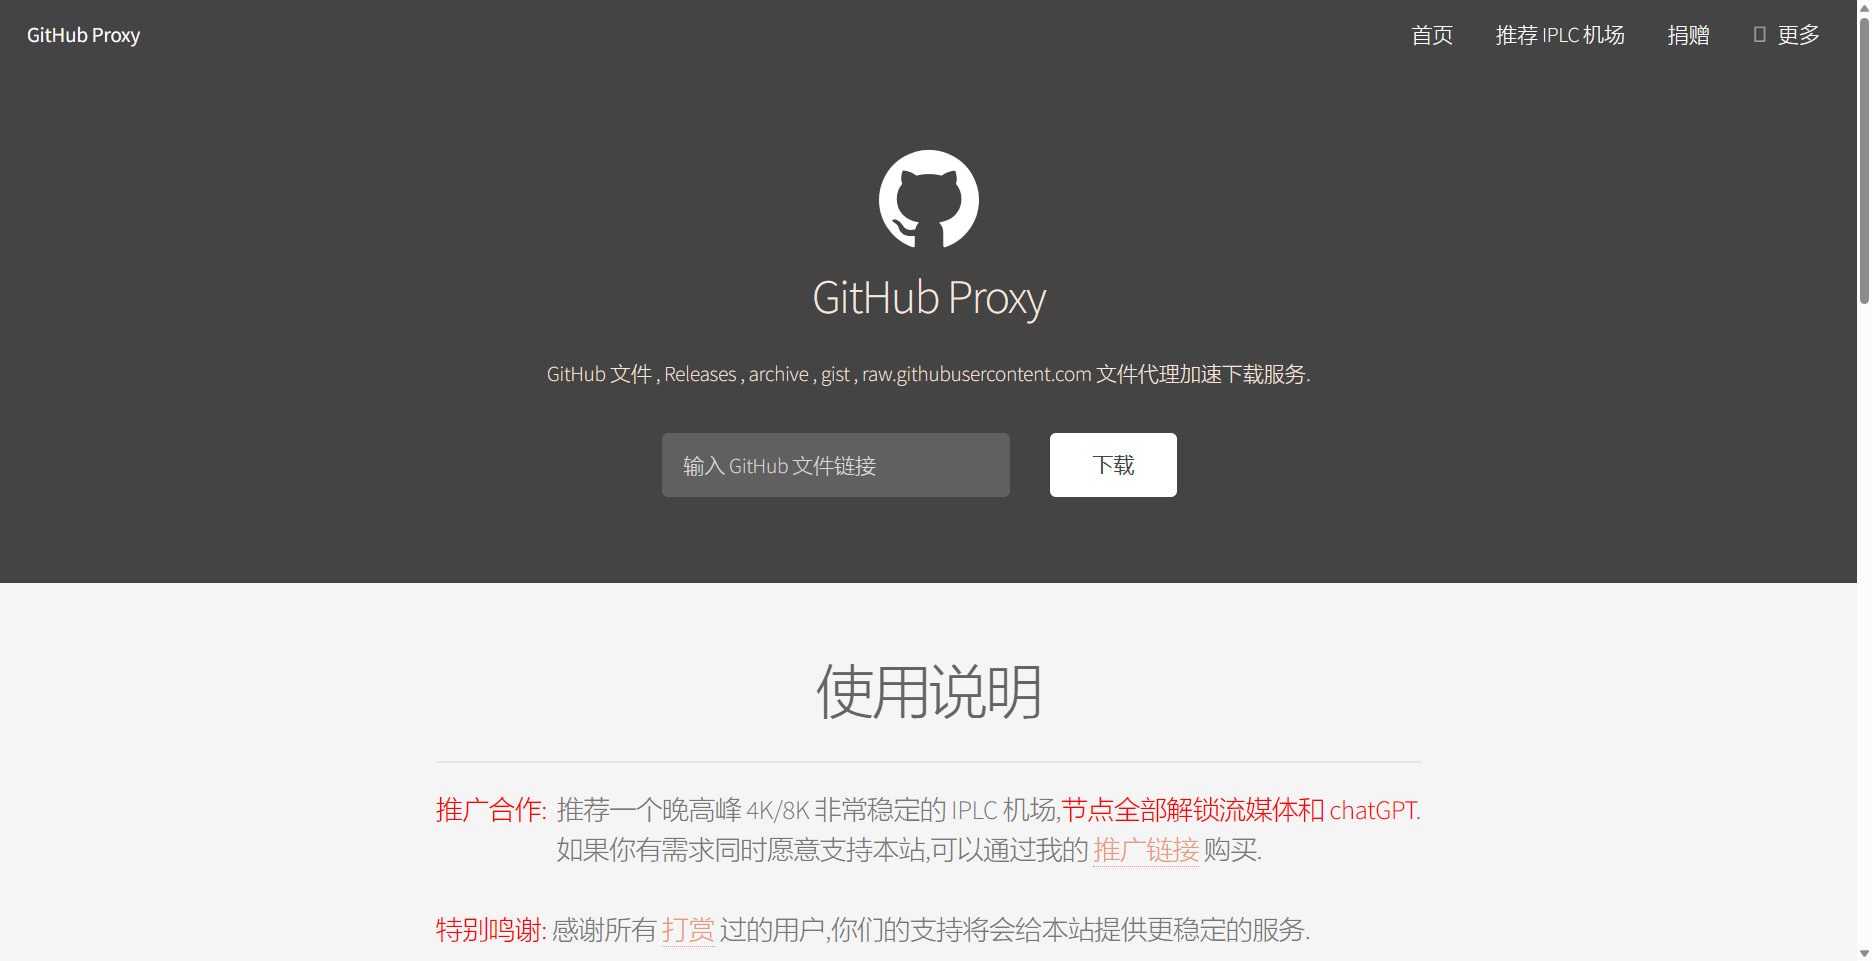 GitHub Proxy
首页 推荐 IPLC 机场 捐赠 更多
GitHub Proxy
GitHub 文件 , Releases , archive , gist , raw.githubusercontent.com 文件代理加速下载服务.
输入 GitHub 文件链接
下载
使用说明
推广合作: 推荐一个晚高峰 4K/8K 非常稳定的 IPLC 机场,节点全部解锁流媒体和 chatGPT.
如果你有需求同时愿意支持本站,可以通过我的 推广链接 购买.
特别鸣谢: 感谢所有 打赏 过的用户,你们的支持将会给本站提供更稳定的服务.